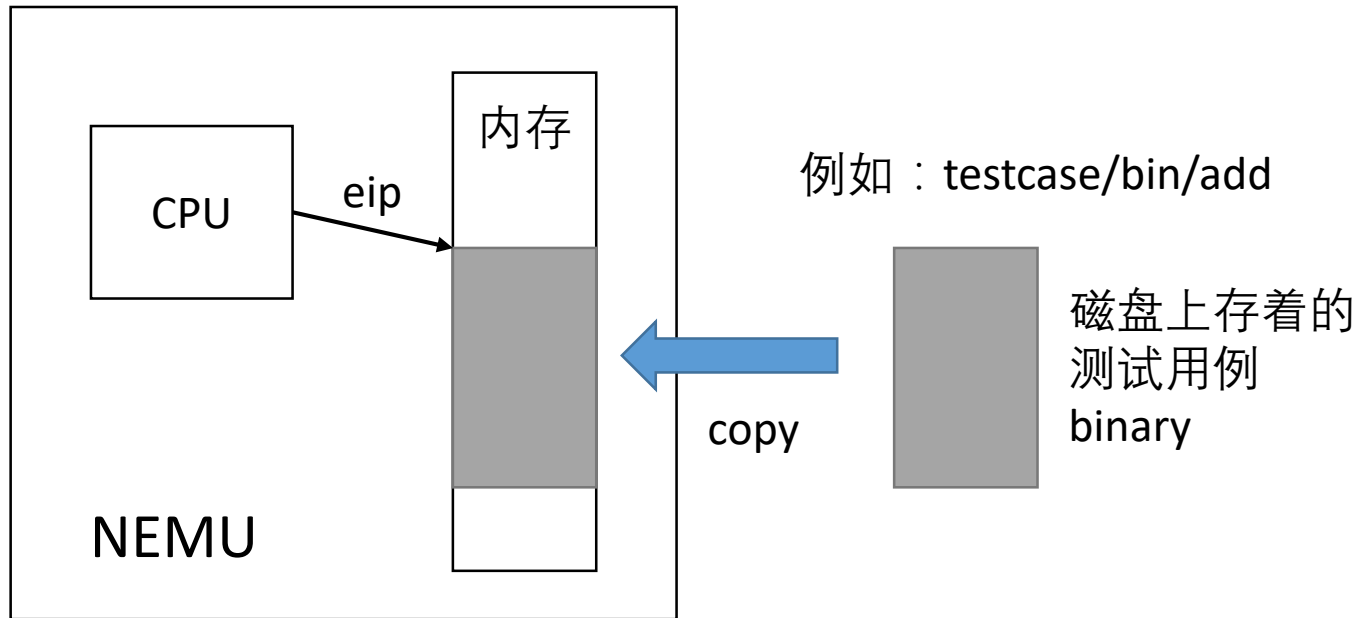 内存
CPU
eip
例如：testcase/bin/add
磁盘上存着的
测试用例
binary
copy
NEMU